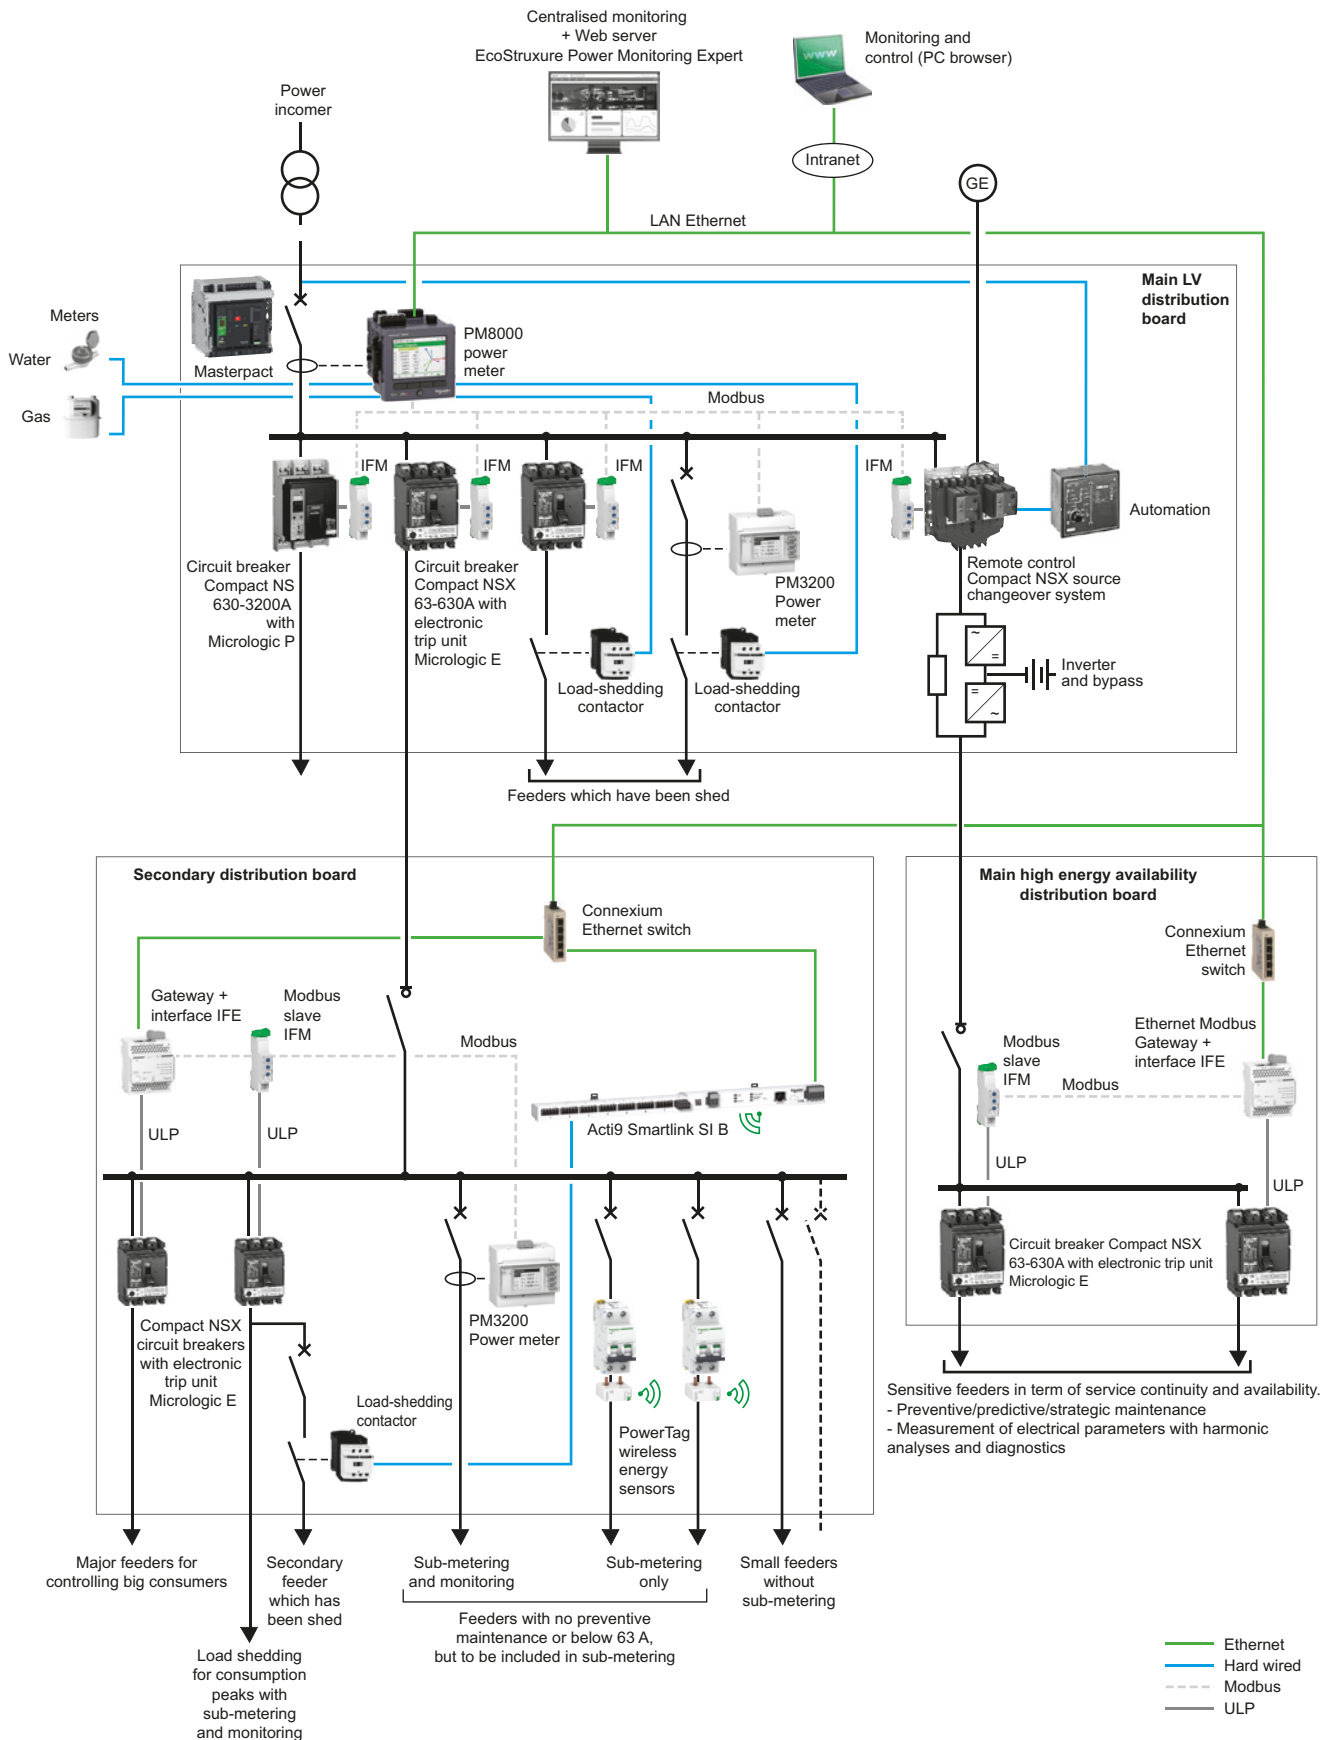 Centralised monitoring
+ Web server
EcoStruxure Power Monitoring Expert
Monitoring and
control (PC browser)
www
Power
incomer
Intranet
GE
LAN Ethernet
Main LV
distribution
board
Meters
Water
Gas
Masterpact
PM8000
power
meter
Modbus
IFM
IFM
IFM
IFM
Automation
Circuit breaker
Compact NS
630-3200A
with
Micrologic P
Circuit breaker
Compact NSX
63-630A with
electronic
trip unit
Micrologic E
PM3200
Power
meter
Remote control
Compact NSX source
changeover system
Load-shedding
contactor
Load-shedding
contactor
~
=
=
~
Inverter
and bypass
Feeders which have been shed
Secondary distribution board
Connexium
Ethernet switch
Gateway +
interface IFE
Modbus
slave
IFM
Modbus
Acti9 Smartlink SI B
ULP
ULP
Compact NSX
circuit breakers
with electronic
trip unit
Micrologic E
PM3200
Power meter
Load-shedding
contactor
PowerTag
wireless
energy
sensors
Main high energy availability
distribution board
Connexium
Ethernet
switch
Modbus
slave
IFM
Ethernet Modbus
Gateway +
interface IFE
Modbus
ULP
ULP
Circuit breaker Compact NSX
63-630A with electronic trip unit
Micrologic E
Sensitive feeders in term of service continuity and availability.
- Preventive/predictive/strategic maintenance
- Measurement of electrical parameters with harmonic
analyses and diagnostics
Major feeders for
controlling big consumers
Load shedding
for consumption
peaks with
sub-metering
and monitoring
Secondary
feeder
which has
been shed
Sub-metering
and monitoring
Sub-metering
only
Feeders with no preventive
maintenance or below 63 A,
but to be included in sub-metering
Small feeders
without
sub-metering
Ethernet
Hard wired
Modbus
ULP